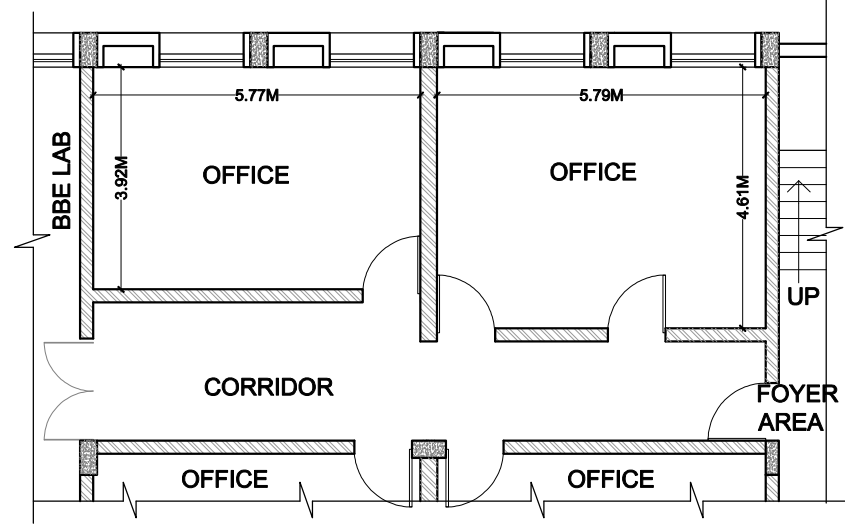 5.77M
5.79M
BBE LAB
3.92M
OFFICE
OFFICE
4.61M
UP
CORRIDOR
FOYER
AREA
OFFICE
OFFICE